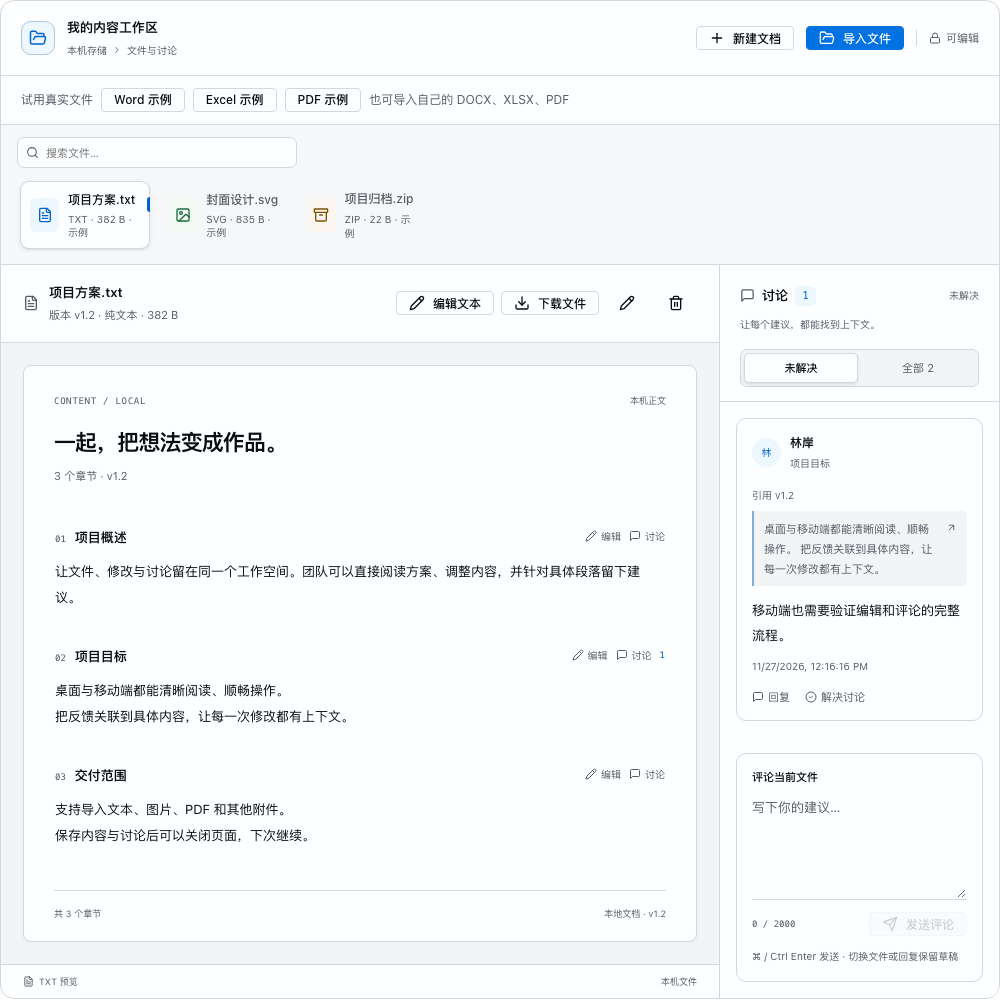 我的内容工作区
本机存储 > 文件与讨论
新建文档
导入文件
可编辑
试用真实文件
Word 示例
Excel 示例
PDF 示例
也可导入自己的 DOCX、XLSX、PDF
搜索文件...
项目方案.txt
TXT · 382 B ·
示例
封面设计.svg
SVG · 835 B ·
示例
项目归档.zip
ZIP · 22 B · 示
例
项目方案.txt
版本 v1.2 · 纯文本 · 382 B
编辑文本
下载文件
CONTENT / LOCAL
本机正文
一起，把想法变成作品。
3 个章节 · v1.2
01 项目概述
编辑
讨论
让文件、修改与讨论留在同一个工作空间。团队可以直接阅读方案、调整内容，并针对具体段落留下建
议。
02 项目目标
编辑
讨论 1
桌面与移动端都能清晰阅读、顺畅操作。
把反馈关联到具体内容，让每一次修改都有上下文。
03 交付范围
编辑
讨论
支持导入文本、图片、PDF 和其他附件。
保存内容与讨论后可以关闭页面，下次继续。
共 3 个章节
本地文档 · v1.2
TXT 预览
本机文件
讨论 1
未解决
让每个建议，都能找到上下文。
未解决
全部 2
林
林岸
项目目标
引用 v1.2
桌面与移动端都能清晰阅读、顺畅
操作。 把反馈关联到具体内容，让
每一次修改都有上下文。
移动端也需要验证编辑和评论的完整
流程。
11/27/2026, 12:16:16 PM
回复
解决讨论
评论当前文件
写下你的建议...
0 / 2000
发送评论
⌘ / Ctrl Enter 发送 · 切换文件或回复保留草稿